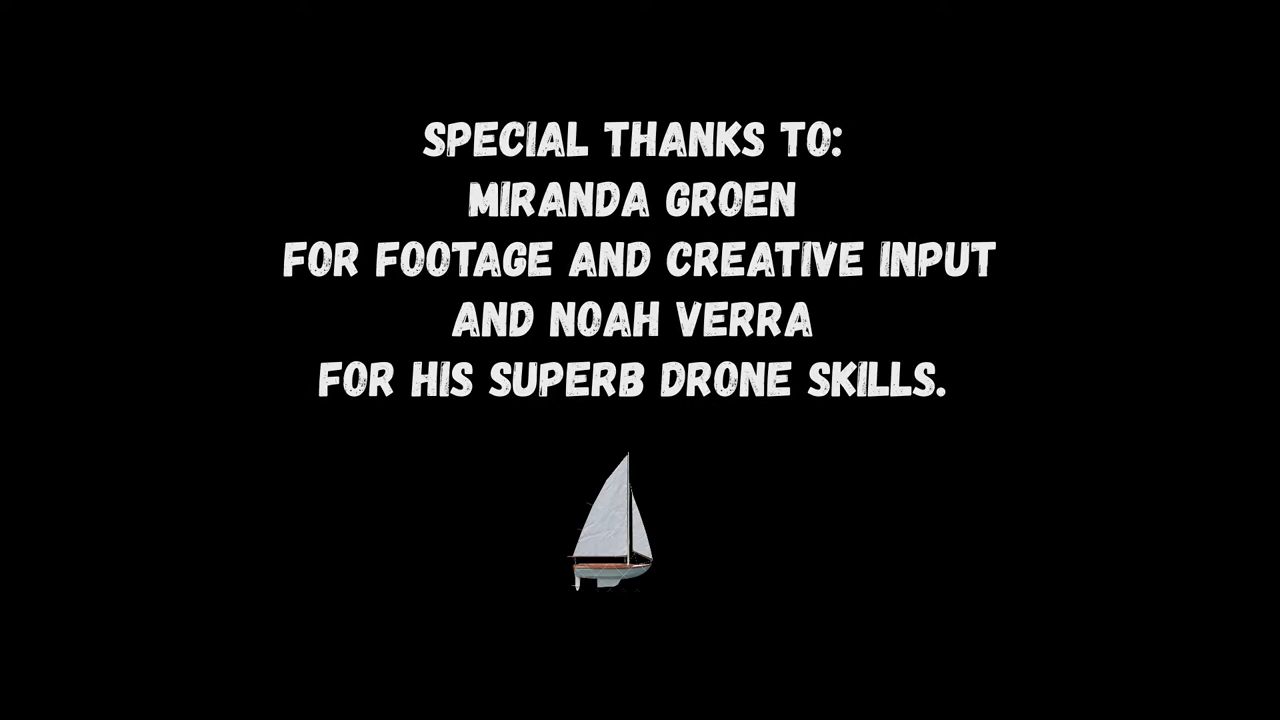 SPECIAL THANKS TO:
MIRANDA GROEN
FOR FOOTAGE AND CREATIVE INPUT
AND NOAH VERRA
FOR HIS SUPERB DRONE SKILLS.